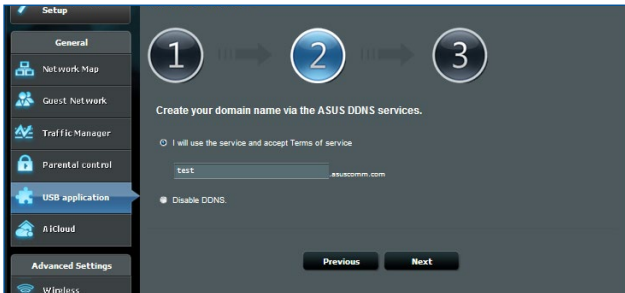 Setup
General
Network Map
Guest Network
Traffic Manager
Parental control
USB application
AiCloud
Advanced Settings
Wireless
1
2
3
Create your domain name via the ASUS DDNS services.
I will use the service and accept Terms of service
test
.asuscomm.com
Disable DDNS.
Previous
Next